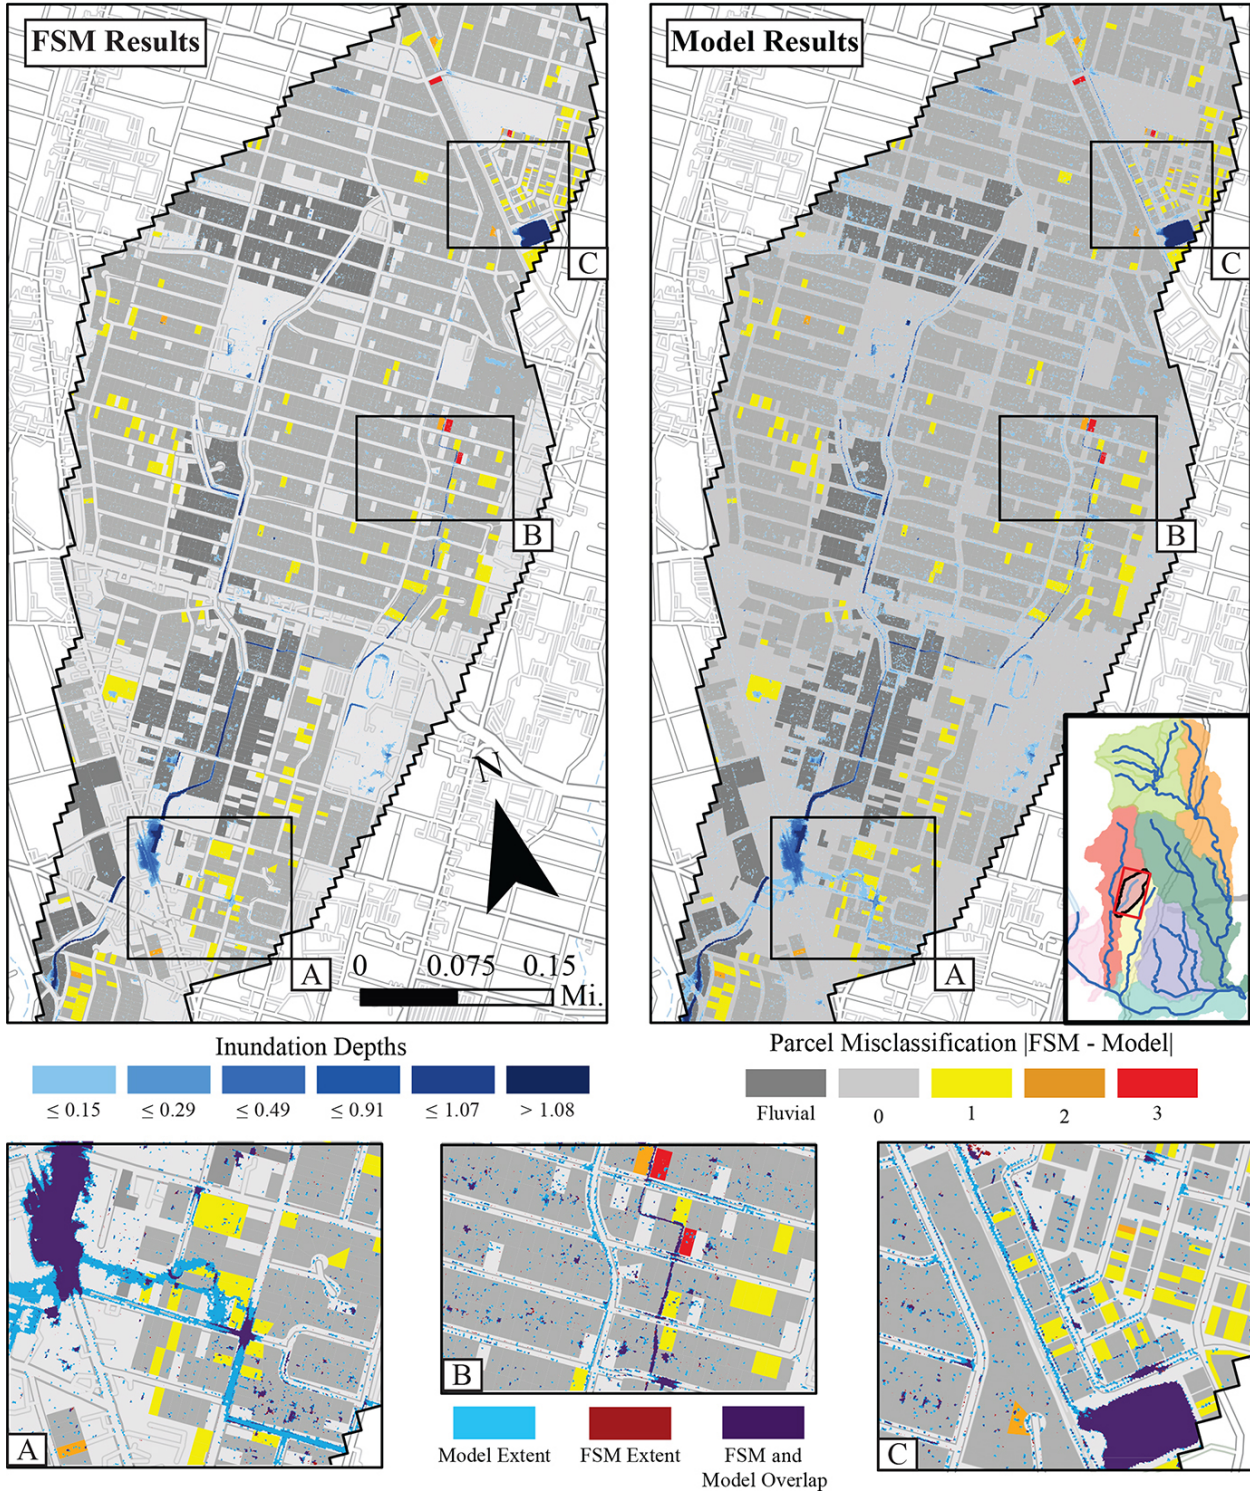 FSM Results
Model Results
C
C
B
B
N
A
A
0 0.075 0.15
Mi.
Inundation Depths
≤ 0.15 ≤ 0.29 ≤ 0.49 ≤ 0.91 ≤ 1.07 > 1.08
Parcel Misclassification |FSM - Model|
Fluvial 0 1 2 3
A
B
C
Model Extent
FSM Extent
FSM and
Model Overlap